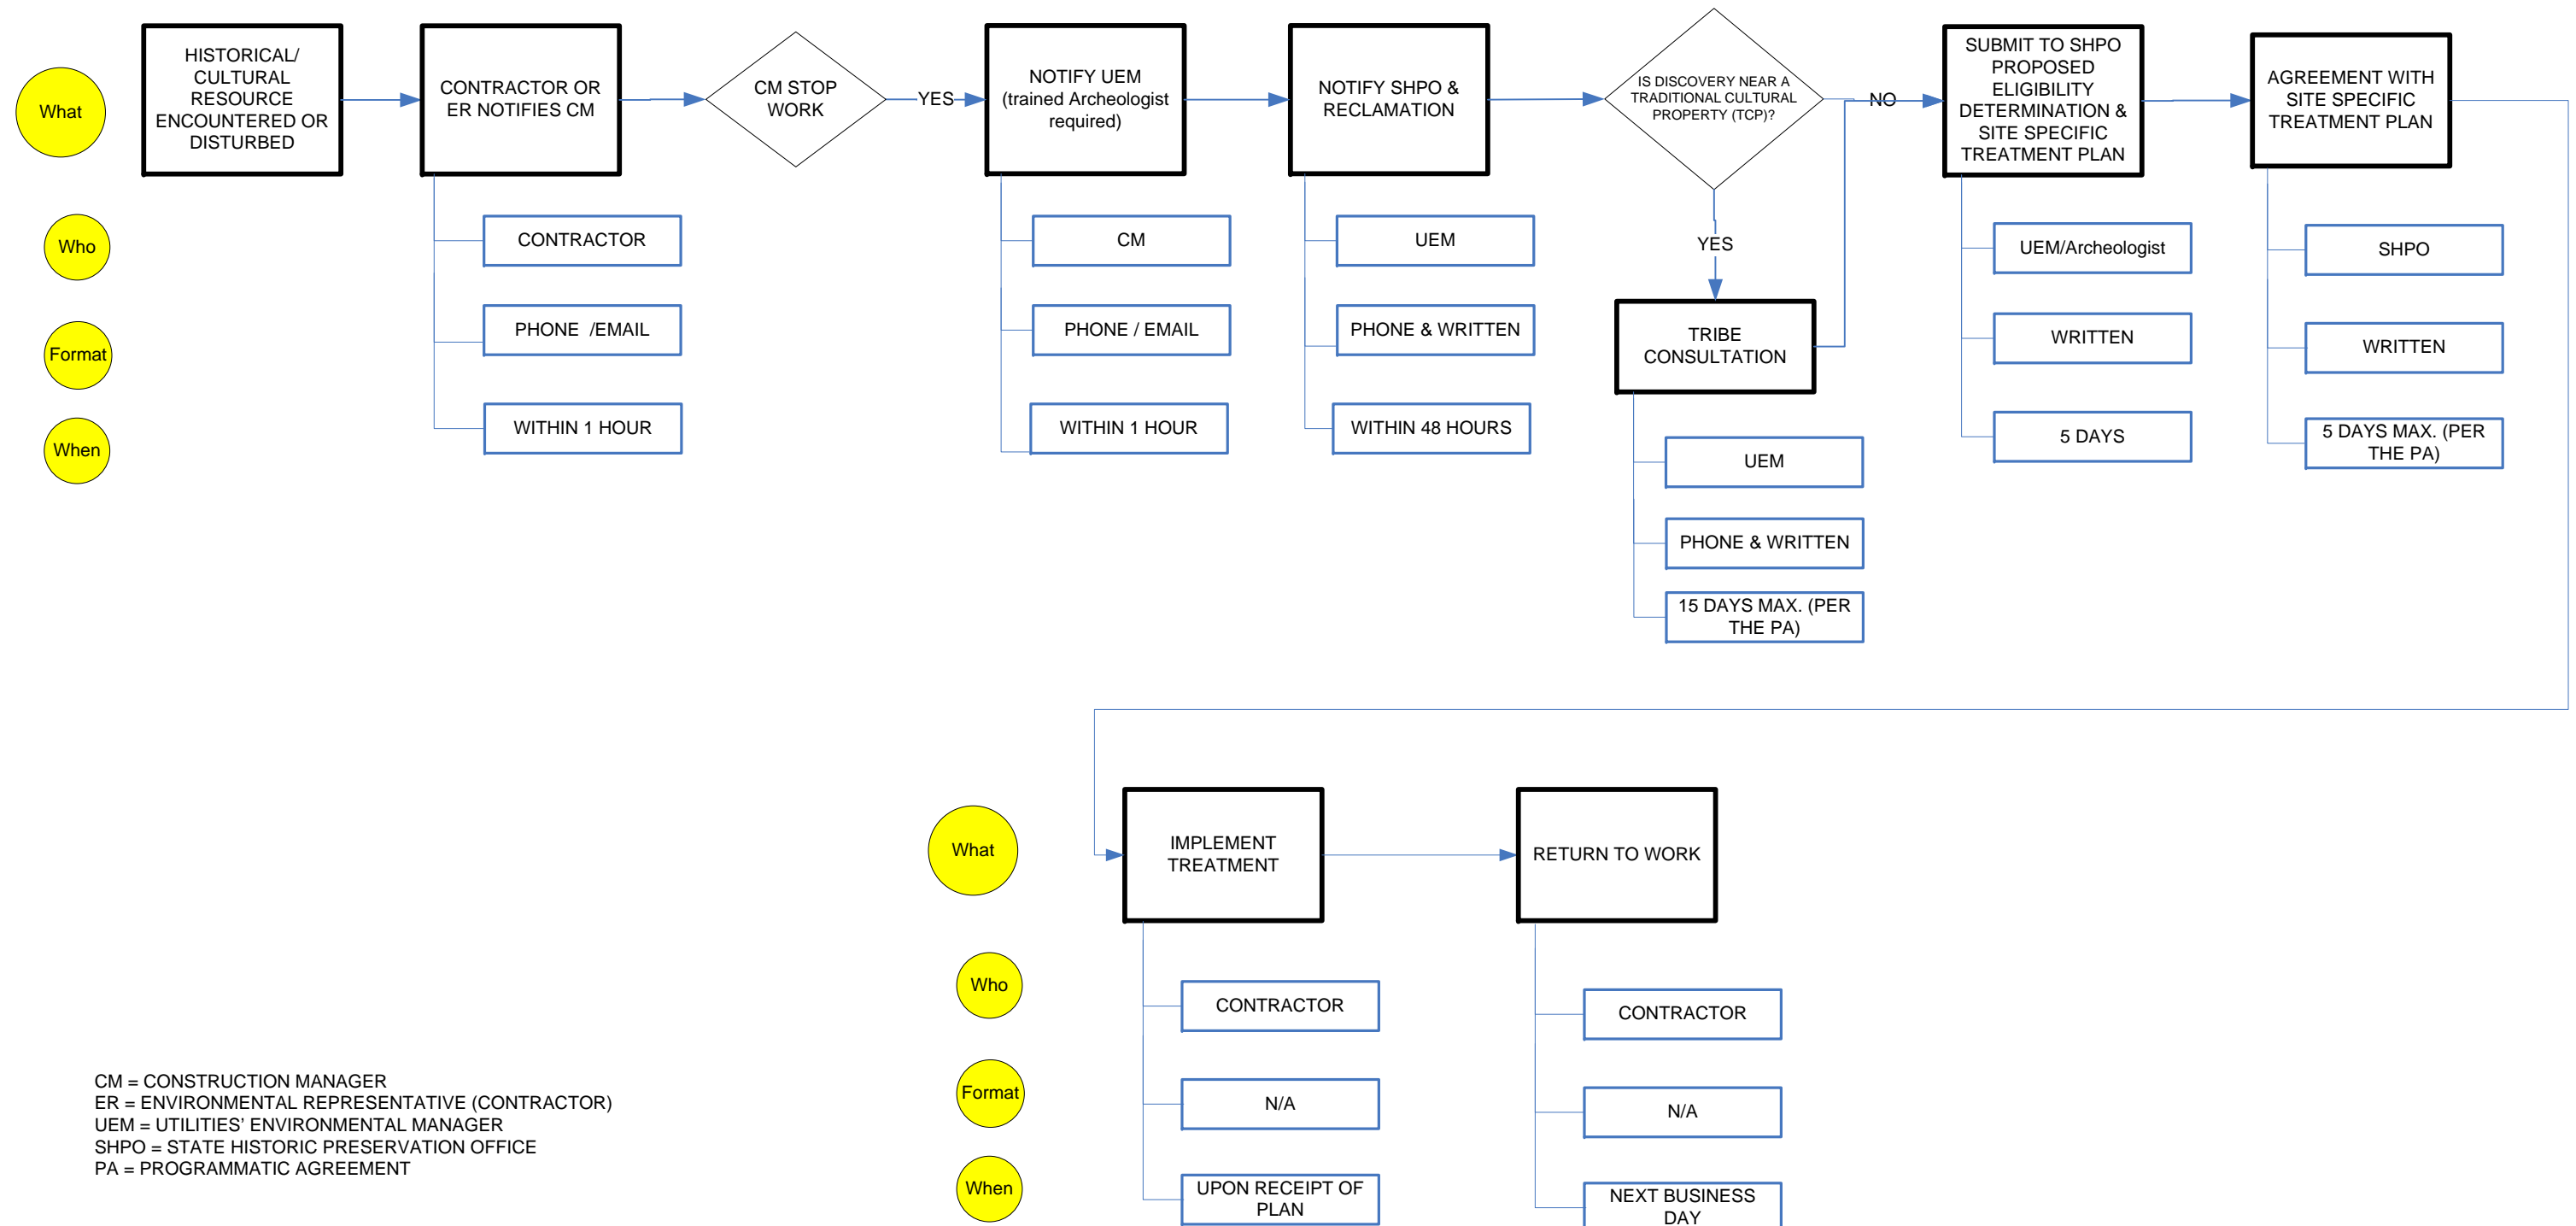 What
HISTORICAL/
CULTURAL
RESOURCE
ENCOUNTERED OR
DISTURBED
CONTRACTOR OR
ER NOTIFIES CM
CM STOP
WORK
YES
NOTIFY UEM
(trained Archeologist
required)
NOTIFY SHPO &
RECLAMATION
IS DISCOVERY NEAR A
TRADITIONAL CULTURAL
PROPERTY (TCP)?
NO
SUBMIT TO SHPO
PROPOSED
ELIGIBILITY
DETERMINATION &
SITE SPECIFIC
TREATMENT PLAN
AGREEMENT WITH
SITE SPECIFIC
TREATMENT PLAN
Who
CONTRACTOR
CM
UEM
YES
UEM/Archeologist
SHPO
Format
PHONE /EMAIL
PHONE / EMAIL
PHONE & WRITTEN
TRIBE
CONSULTATION
WRITTEN
WRITTEN
When
WITHIN 1 HOUR
WITHIN 1 HOUR
WITHIN 48 HOURS
5 DAYS
5 DAYS MAX. (PER
THE PA)
UEM
PHONE & WRITTEN
15 DAYS MAX. (PER
THE PA)
What
IMPLEMENT
TREATMENT
RETURN TO WORK
Who
CONTRACTOR
CONTRACTOR
Format
N/A
N/A
When
UPON RECEIPT OF
PLAN
NEXT BUSINESS
DAY
CM = CONSTRUCTION MANAGER
ER = ENVIRONMENTAL REPRESENTATIVE (CONTRACTOR)
UEM = UTILITIES’ ENVIRONMENTAL MANAGER
SHPO = STATE HISTORIC PRESERVATION OFFICE
PA = PROGRAMMATIC AGREEMENT